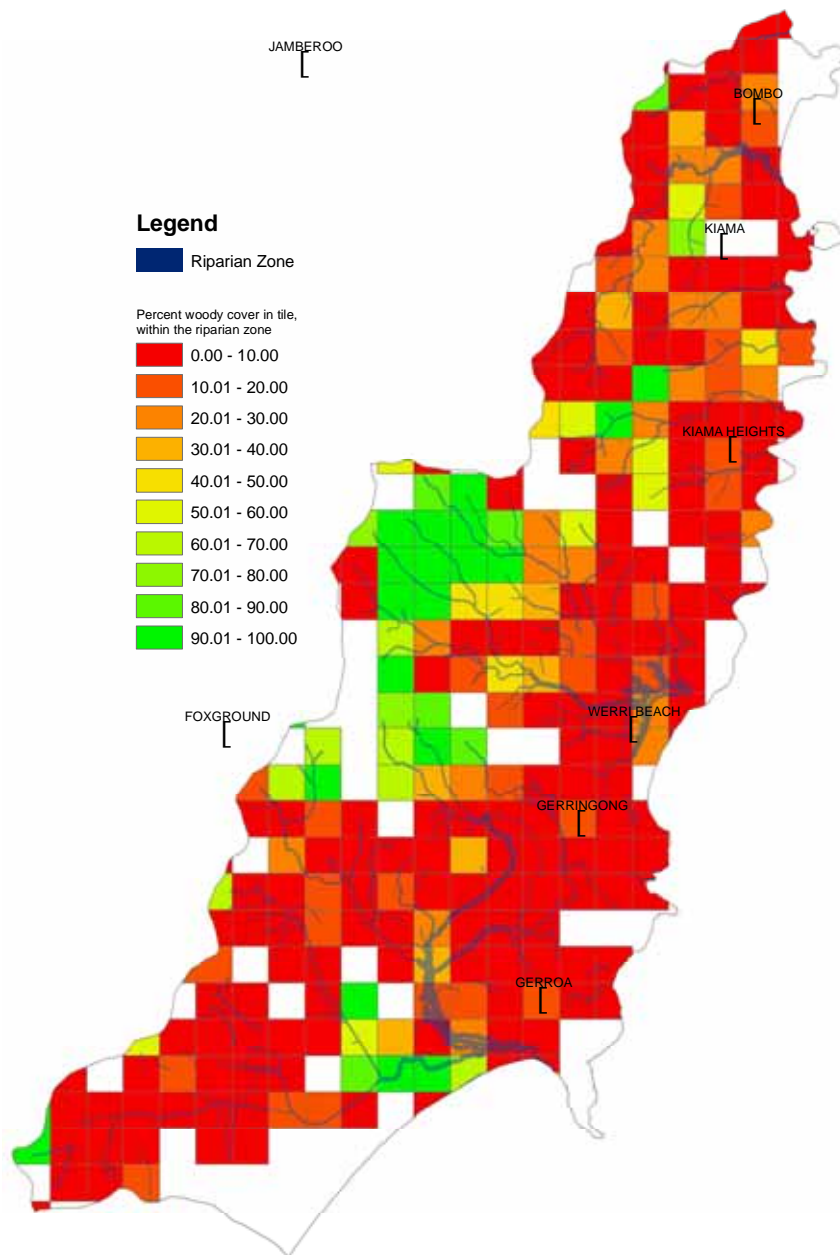 JAMBEROO
BOMBO
Legend
Riparian Zone
KIAMA
Percent woody cover in tile,
within the riparian zone
0.00 - 10.00
10.01 - 20.00
20.01 - 30.00
30.01 - 40.00
40.01 - 50.00
50.01 - 60.00
60.01 - 70.00
70.01 - 80.00
80.01 - 90.00
90.01 - 100.00
KIAMA HEIGHTS
FOXGROUND
WERRI BEACH
GERRINGONG
GERROA